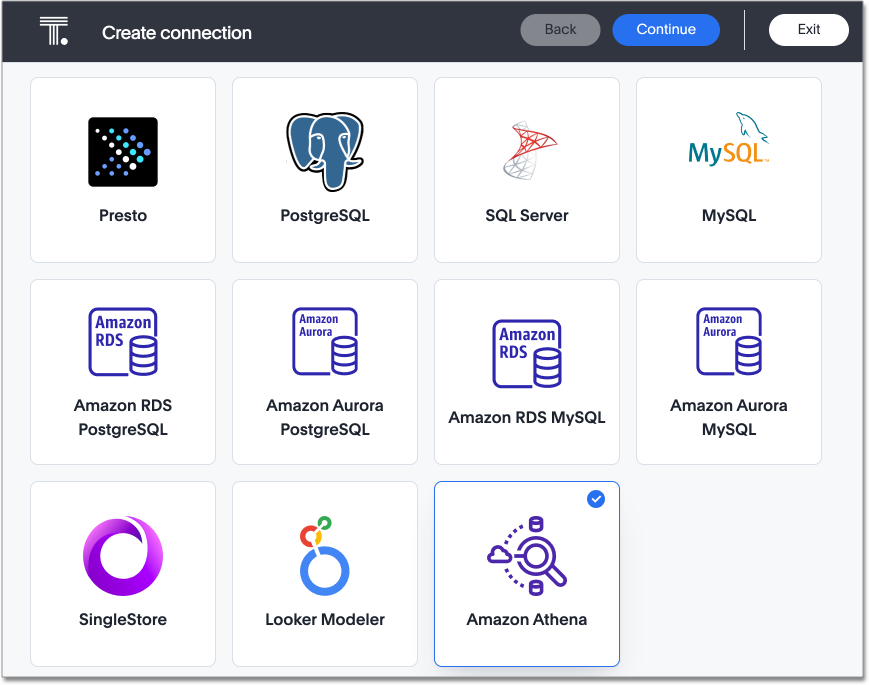 T.
Create connection
Back
Continue
Exit
Presto
PostgreSQL
SQL Server
MySQL™
MySQL
Amazon
RDS
Amazon RDS
PostgreSQL
Amazon
Aurora
Amazon Aurora
PostgreSQL
Amazon
RDS
Amazon RDS MySQL
Amazon
Aurora
Amazon Aurora
MySQL
SingleStore
Looker Modeler
Amazon Athena